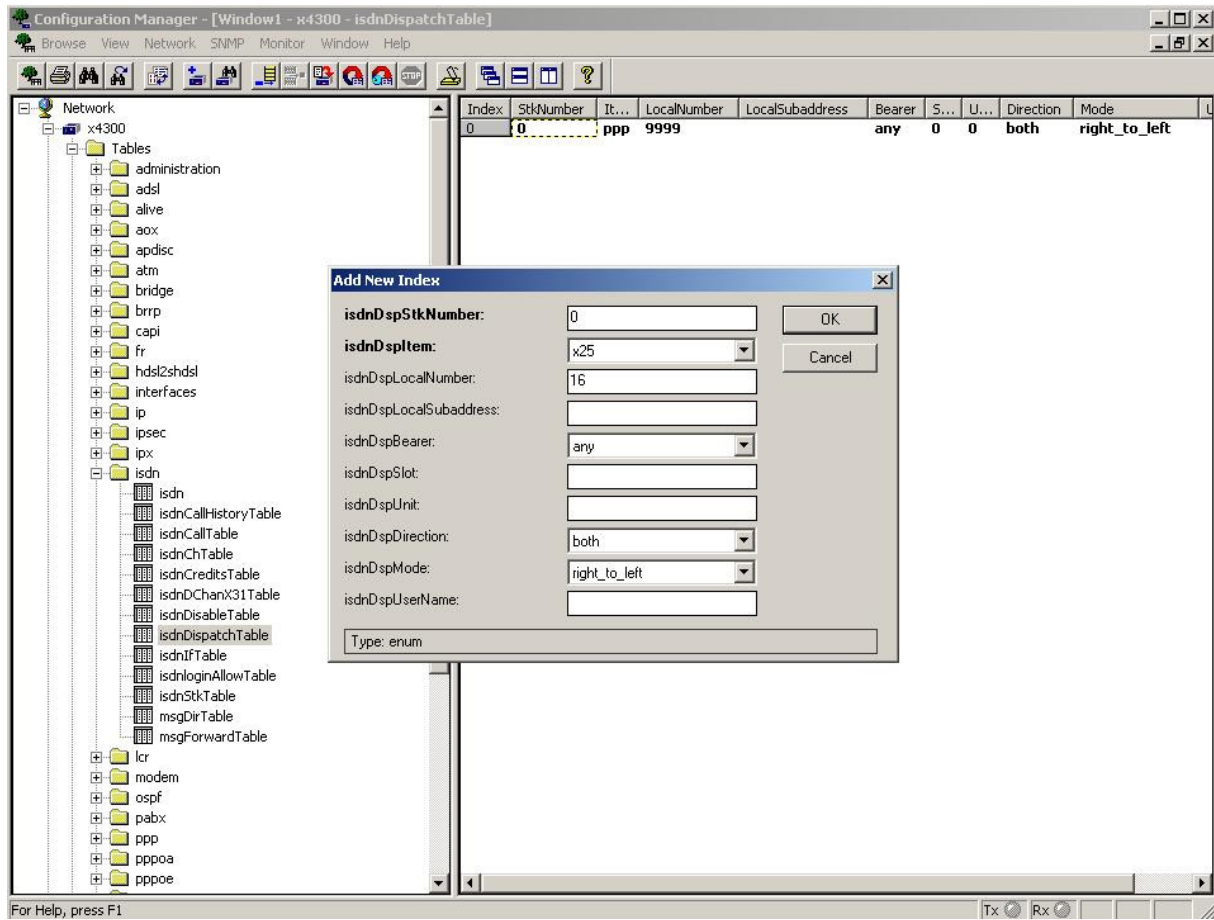 Configuration Manager - [Window1 - x4300 - isdnDispatchTable]
Browse View Network SNMP Monitor Window Help
STOP
Network
x4300
Tables
administration
adsl
alive
aox
apdisc
atm
bridge
brrp
capi
fr
hdsl2shdsl
interfaces
ip
ipsec
ipx
isdn
isdn
isdnCallHistoryTable
isdnCallTable
isdnChTable
isdnCreditsTable
isdnDChanX31Table
isdnDisableTable
isdnDispatchTable
isdnIfTable
isdnloginAllowTable
isdnStkTable
msgDirTable
msgForwardTable
lcr
modem
ospf
pabx
ppp
pppoa
pppoe
Index StkNumber It... LocalNumber LocalSubaddress Bearer S... U... Direction Mode U
0 0 ppp 9999 any 0 0 both right_to_left
Add New Index
isdnDspStkNumber: 0
isdnDspItem: x25
isdnDspLocalNumber: 16
isdnDspLocalSubaddress:
isdnDspBearer: any
isdnDspSlot:
isdnDspUnit:
isdnDspDirection: both
isdnDspMode: right_to_left
isdnDspUserName:
Type: enum
OK
Cancel
For Help, press F1
Tx Rx